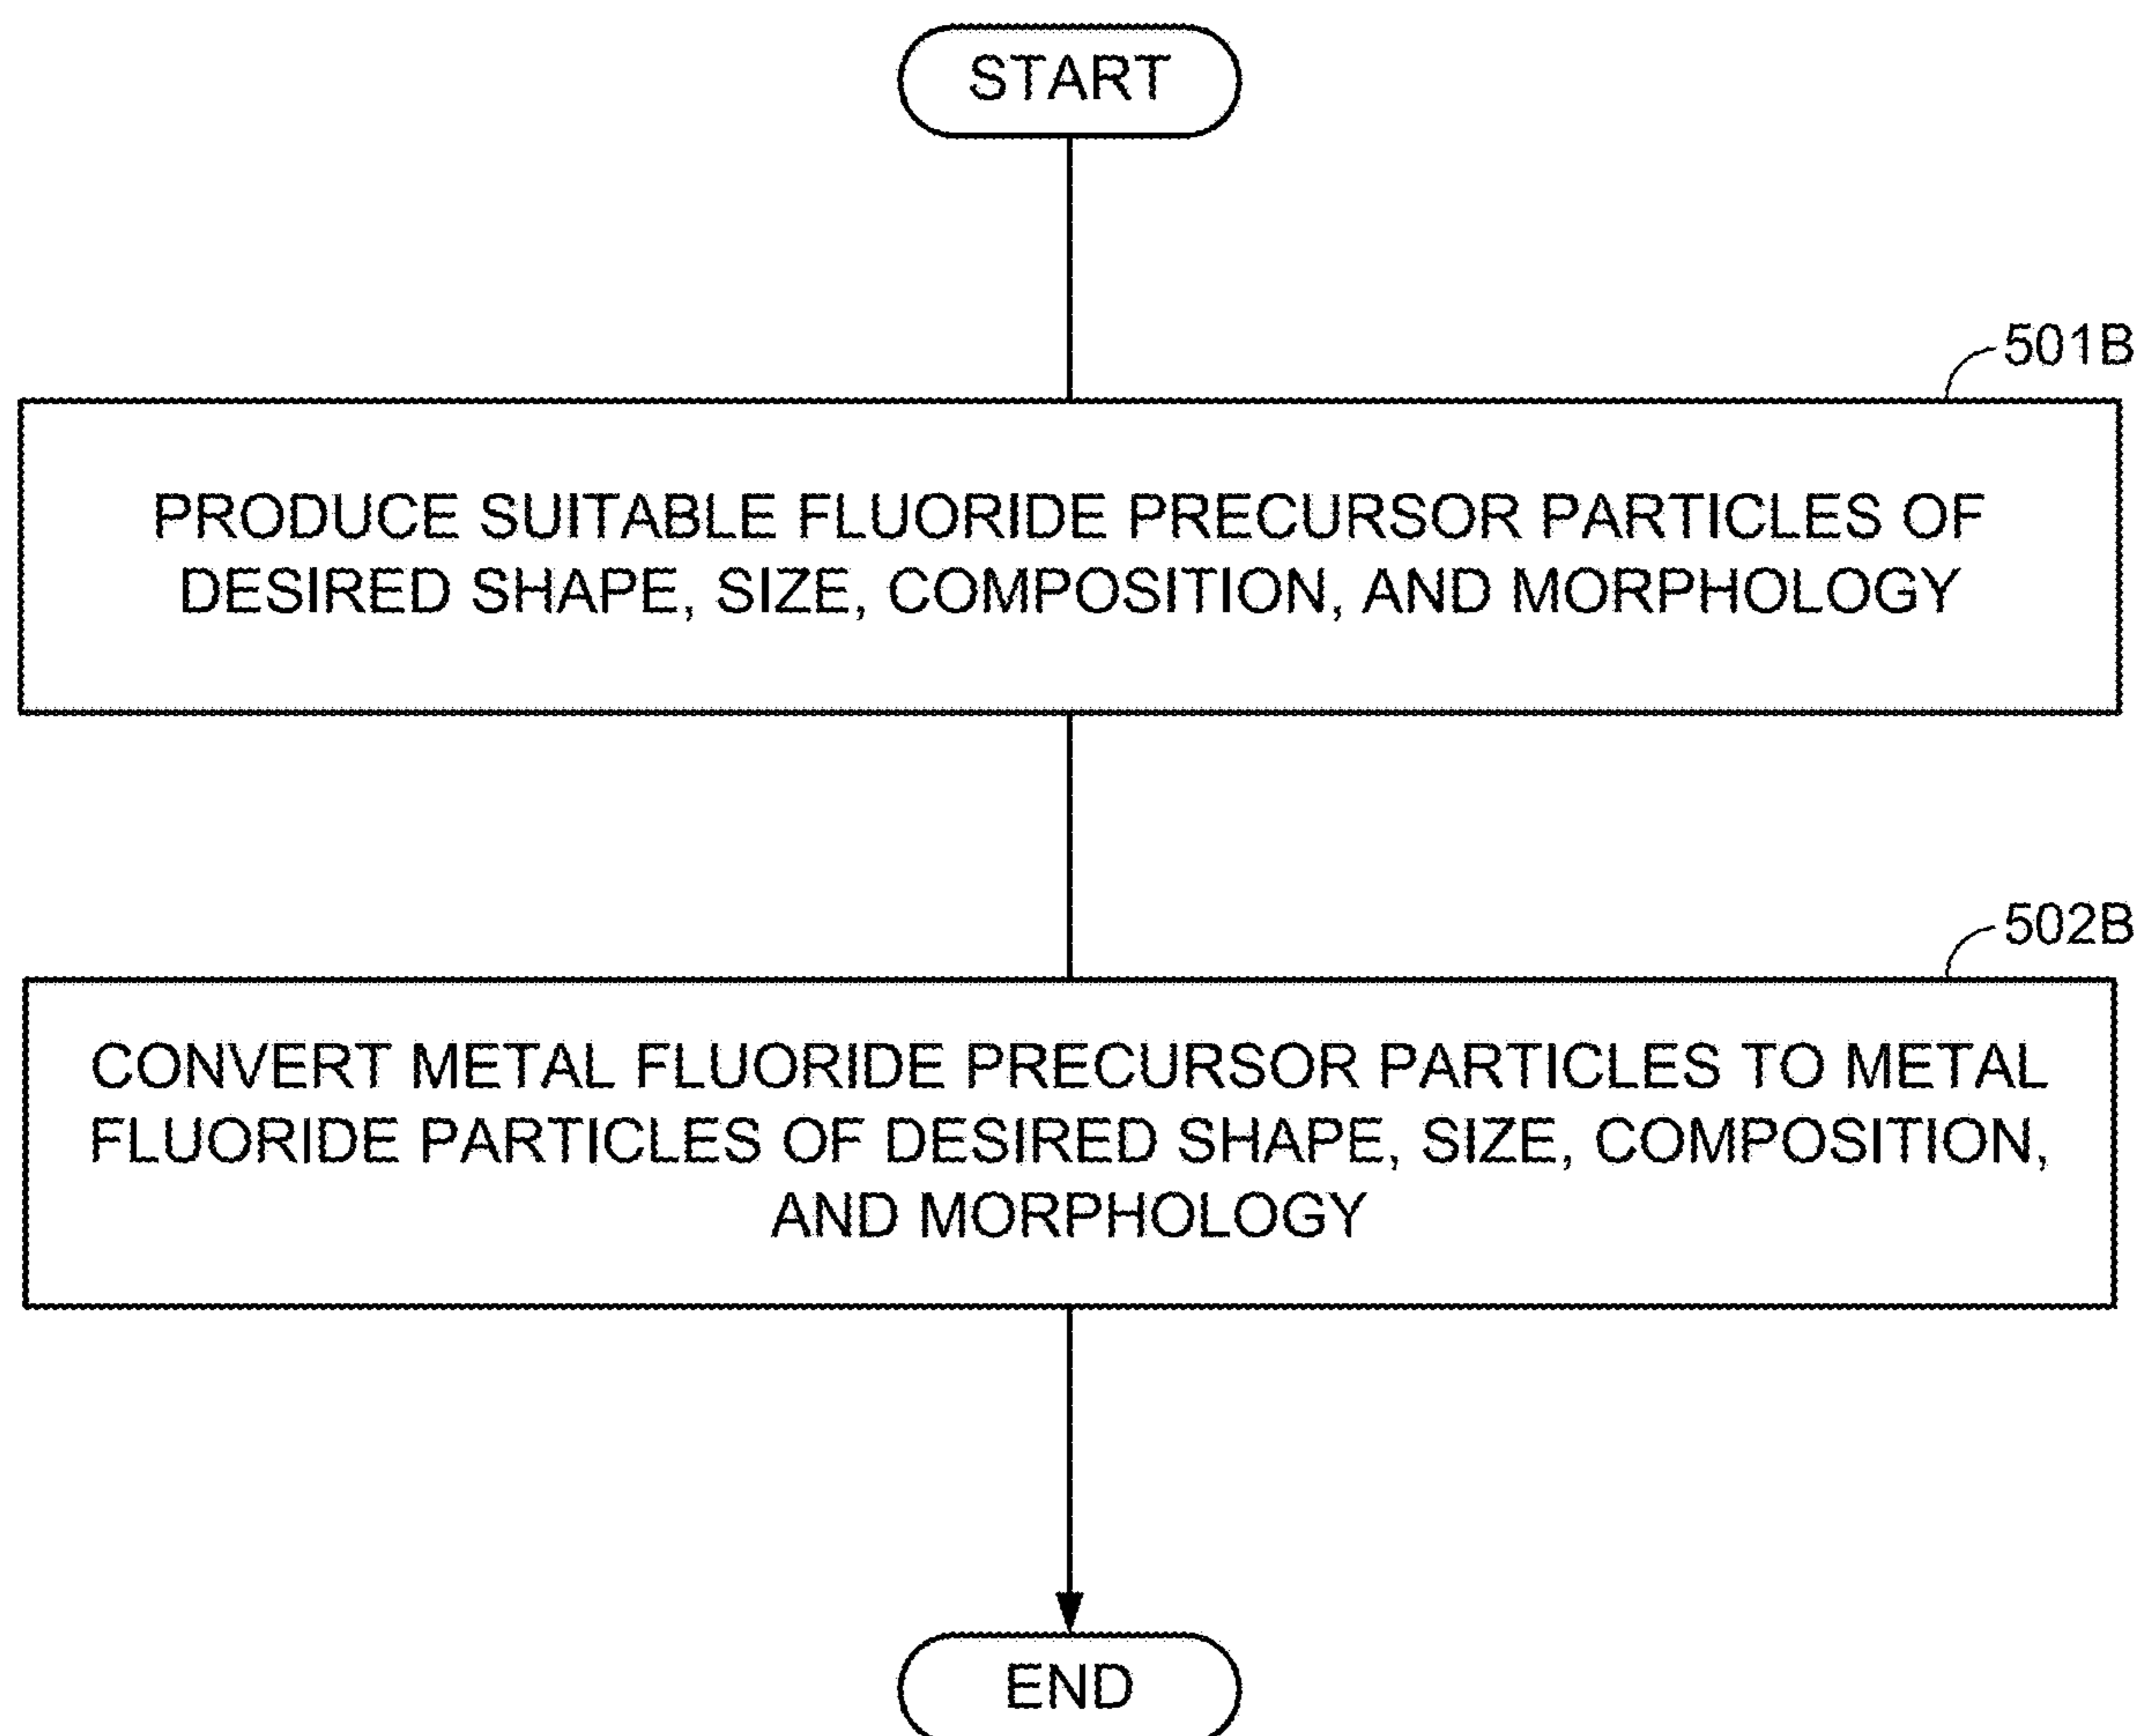 START
501B
PRODUCE SUITABLE FLUORIDE PRECURSOR PARTICLES OF
DESIRED SHAPE, SIZE, COMPOSITION, AND MORPHOLOGY
502B
CONVERT METAL FLUORIDE PRECURSOR PARTICLES TO METAL
FLUORIDE PARTICLES OF DESIRED SHAPE, SIZE, COMPOSITION,
AND MORPHOLOGY
END